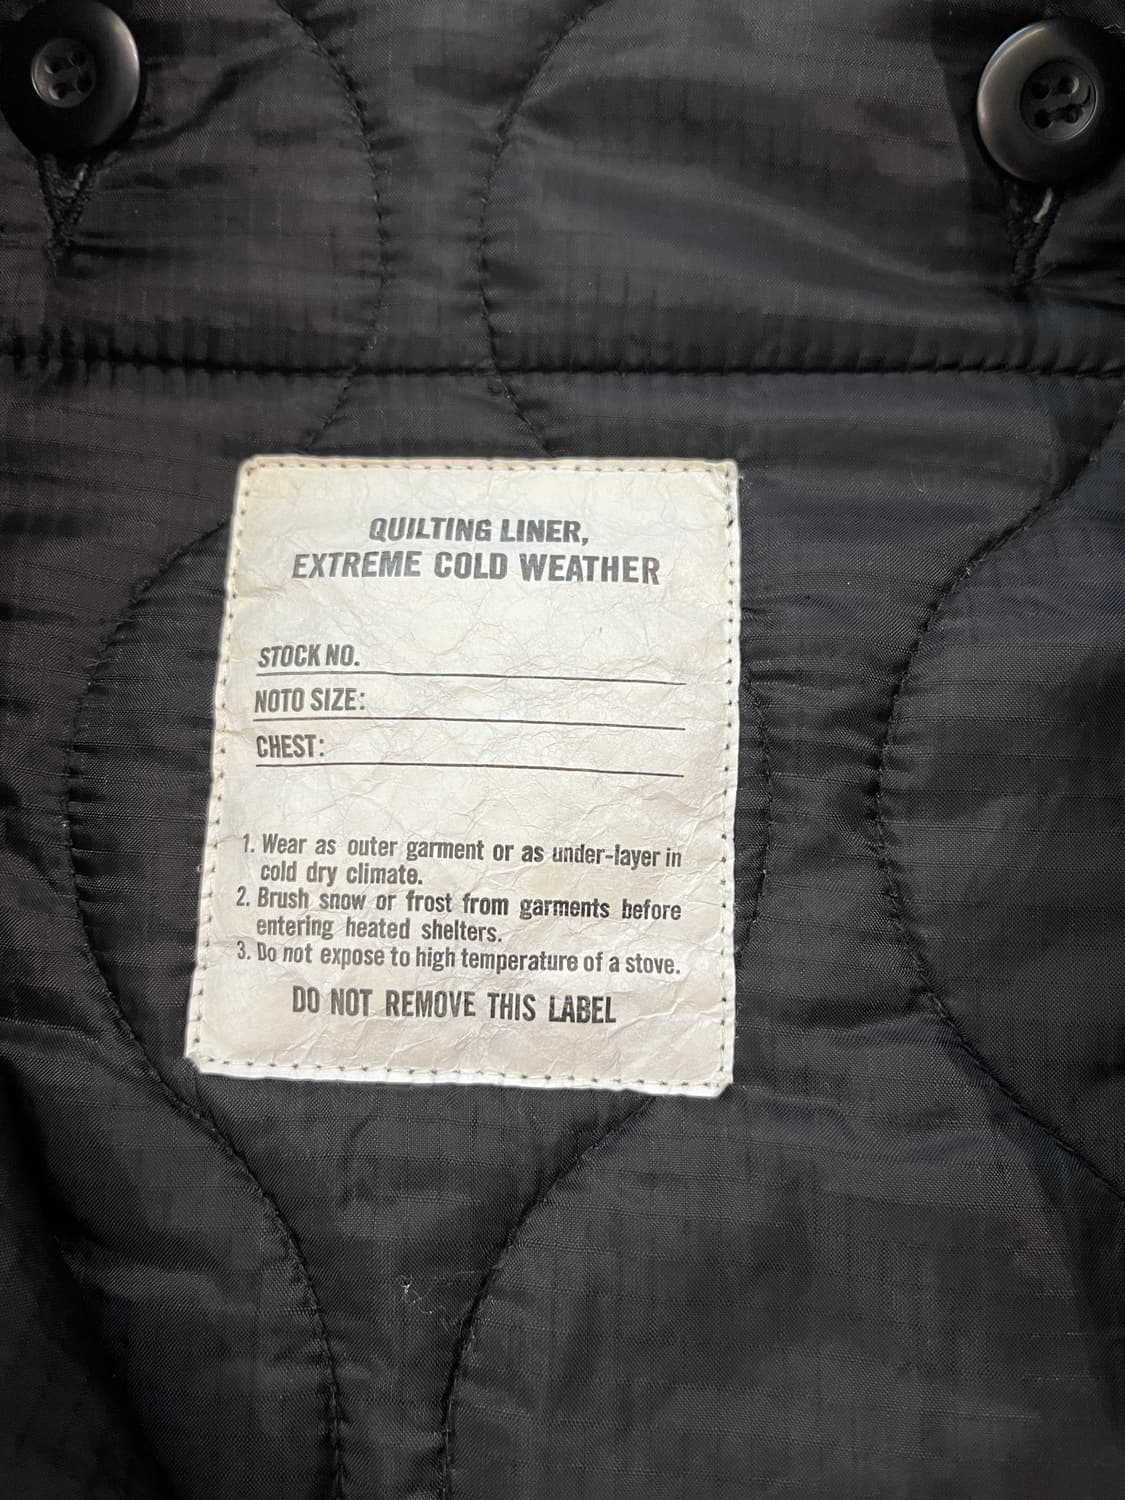 QUILTING LINER,
EXTREME COLD WEATHER
STOCK NO.
NOTO SIZE:
CHEST:
1. Wear as outer garment or as under-layer in
cold dry climate.
2. Brush snow or frost from garments before
entering heated shelters.
3. Do not expose to high temperature of a stove.
DO NOT REMOVE THIS LABEL